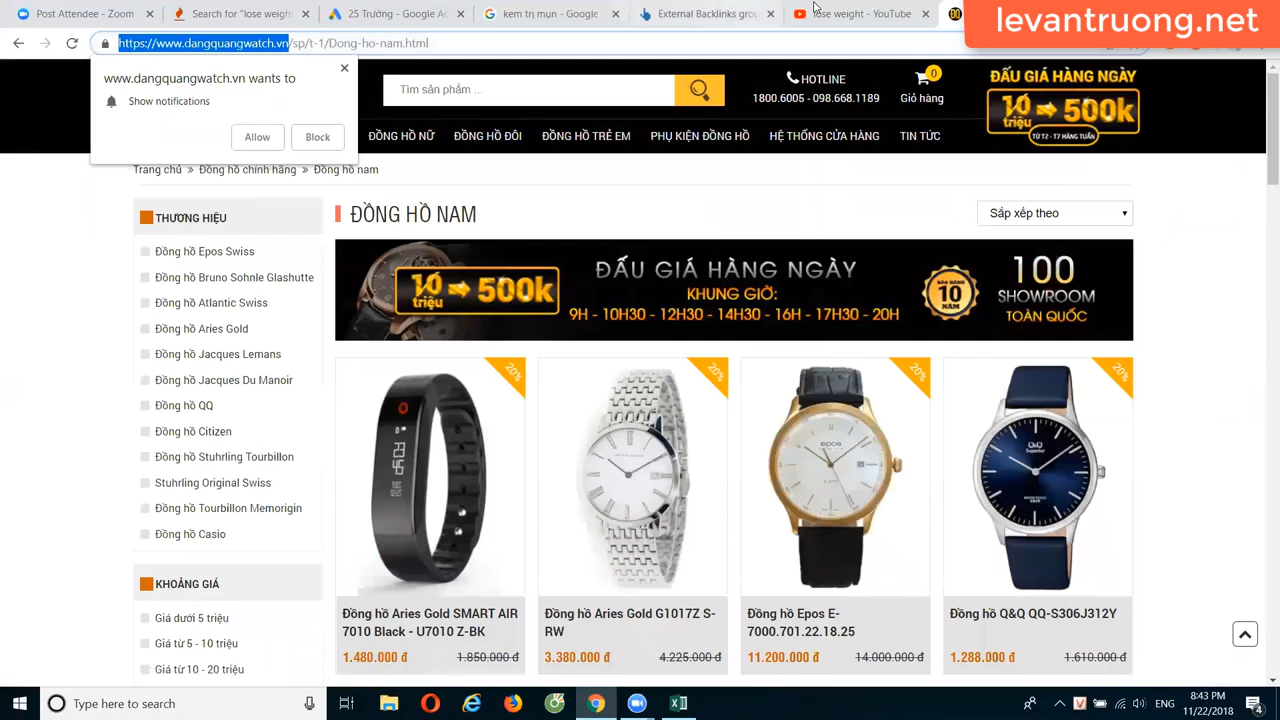 Post Attendee - Zoom
Search for "lose weight
25 Trường - Google Ad
kem trị mụn - Google
External Backlinks grou
lose weight - YouTube
levantruong.net
https://www.dangquangwatch.vn/sp/t-1/Dong-ho-nam.html
www.dangquangwatch.vn wants to
Show notifications
Allow
Block
Tìm sản phẩm ...
HOTLINE
1800.6005 - 098.668.1189
0
Giỏ hàng
ĐẤU GIÁ HÀNG NGÀY
10 triệu 500k
TỪ T2 - T7 HÀNG TUẦN
ĐỒNG HỒ NỮ
ĐỒNG HỒ ĐÔI
ĐỒNG HỒ TRẺ EM
PHỤ KIỆN ĐỒNG HỒ
HỆ THỐNG CỬA HÀNG
TIN TỨC
Trang chủ » Đồng hồ chính hãng » Đồng hồ nam
THƯƠNG HIỆU
Đồng hồ Epos Swiss
Đồng hồ Bruno Sohnle Glashutte
Đồng hồ Atlantic Swiss
Đồng hồ Aries Gold
Đồng hồ Jacques Lemans
Đồng hồ Jacques Du Manoir
Đồng hồ QQ
Đồng hồ Citizen
Đồng hồ Stuhrling Tourbillon
Stuhrling Original Swiss
Đồng hồ Tourbillon Memorigin
Đồng hồ Casio
KHOẢNG GIÁ
Giá dưới 5 triệu
Giá từ 5 - 10 triệu
Giá từ 10 - 20 triệu
ĐỒNG HỒ NAM
Sắp xếp theo
10 triệu 500k
ĐẤU GIÁ HÀNG NGÀY
KHUNG GIỜ:
9H - 10H30 - 12H30 - 14H30 - 16H - 17H30 - 20H
10 NĂM
100
SHOWROOM
TOÀN QUỐC
20%
20%
20%
20%
epos
Q&Q
Superior
Đồng hồ Aries Gold SMART AIR
7010 Black - U7010 Z-BK
1.480.000 đ 1.850.000 đ
Đồng hồ Aries Gold G1017Z S-
RW
3.380.000 đ 4.225.000 đ
Đồng hồ Epos E-
7000.701.22.18.25
11.200.000 đ 14.000.000 đ
Đồng hồ Q&Q QQ-S306J312Y
1.288.000 đ 1.610.000 đ
Type here to search
ENG
8:43 PM
11/22/2018
4